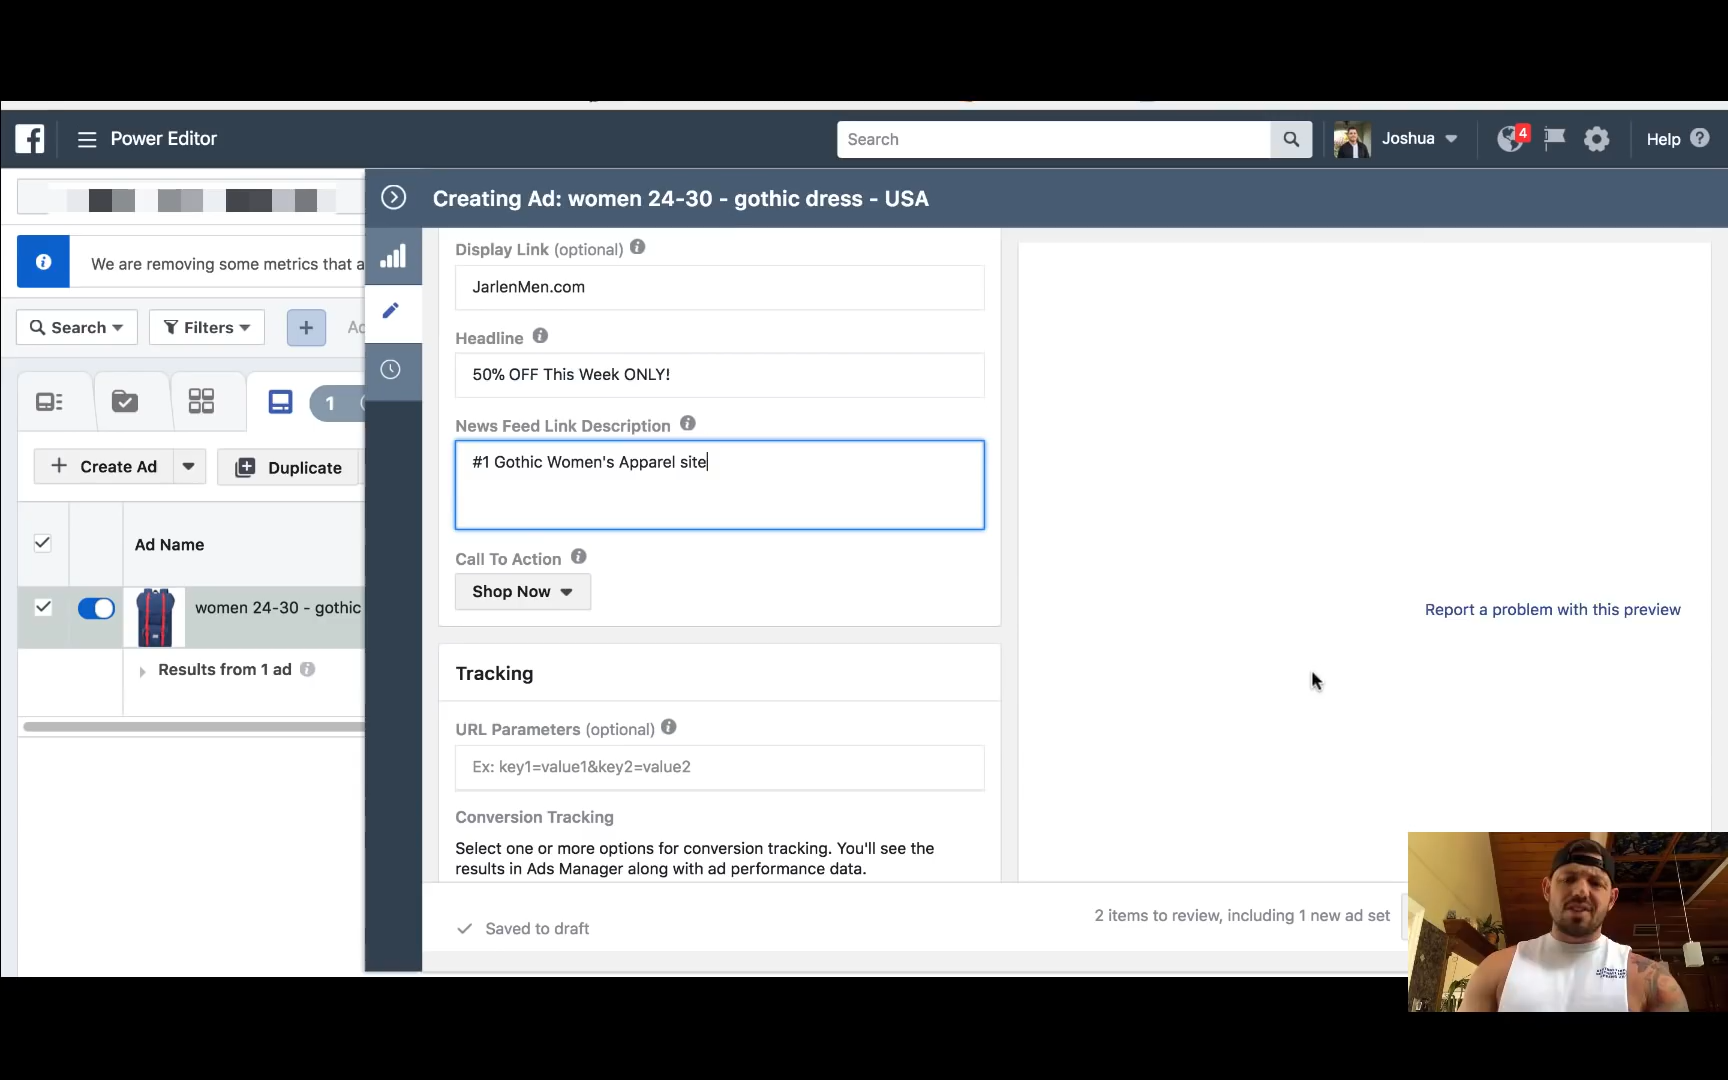 Power Editor
Search
Joshua
4
Help
Creating Ad: women 24-30 - gothic dress - USA
We are removing some metrics that a
Search
Filters
Ad
1
Create Ad
Duplicate
Ad Name
women 24-30 - gothic
Results from 1 ad
Display Link (optional)
JarlenMen.com
Headline
50% OFF This Week ONLY!
News Feed Link Description
#1 Gothic Women's Apparel site
Call To Action
Shop Now
Tracking
URL Parameters (optional)
Ex: key1=value1&key2=value2
Conversion Tracking
Select one or more options for conversion tracking. You'll see the
results in Ads Manager along with ad performance data.
Saved to draft
2 items to review, including 1 new ad set
Report a problem with this preview